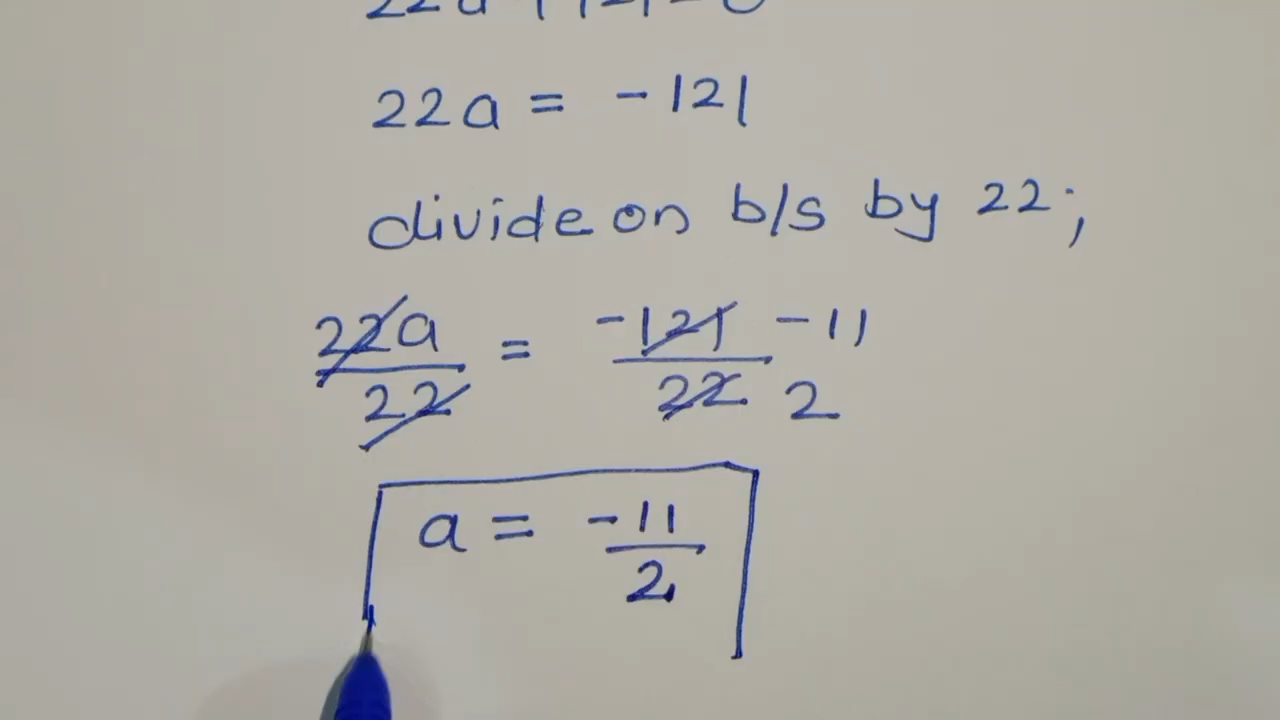 22a = -121
divide on b/s by 22;
22a/22 = -121/22 -11/2
a = -11/2